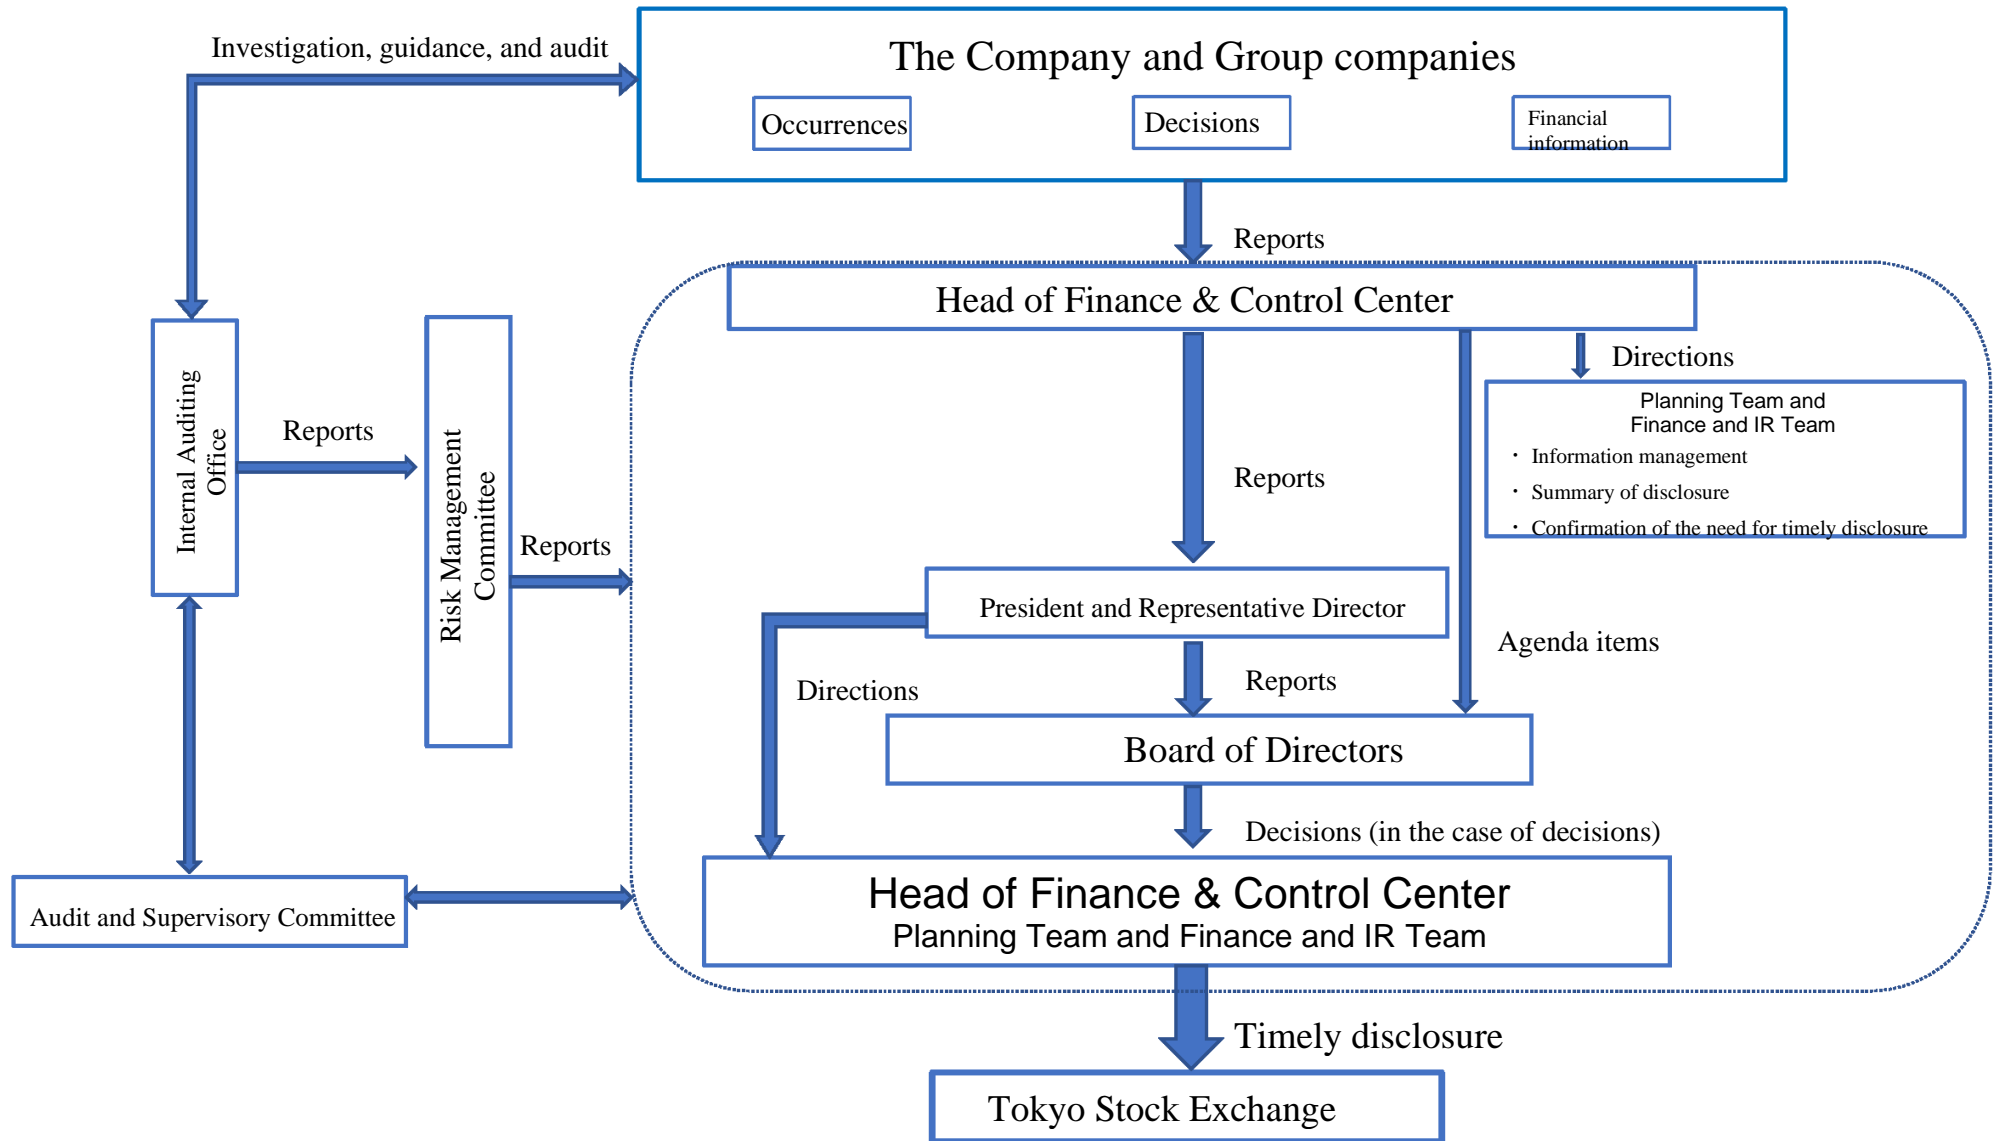 Investigation, guidance, and audit
The Company and Group companies
Occurrences
Decisions
Financial
information
Reports
Head of Finance & Control Center
Directions
Planning Team and
Finance and IR Team
・ Information management
・ Summary of disclosure
・ Confirmation of the need for timely disclosure
Internal Auditing
Office
Reports
Risk Management
Committee
Reports
Reports
President and Representative Director
Agenda items
Directions
Reports
Board of Directors
Decisions (in the case of decisions)
Audit and Supervisory Committee
Head of Finance & Control Center
Planning Team and Finance and IR Team
Timely disclosure
Tokyo Stock Exchange